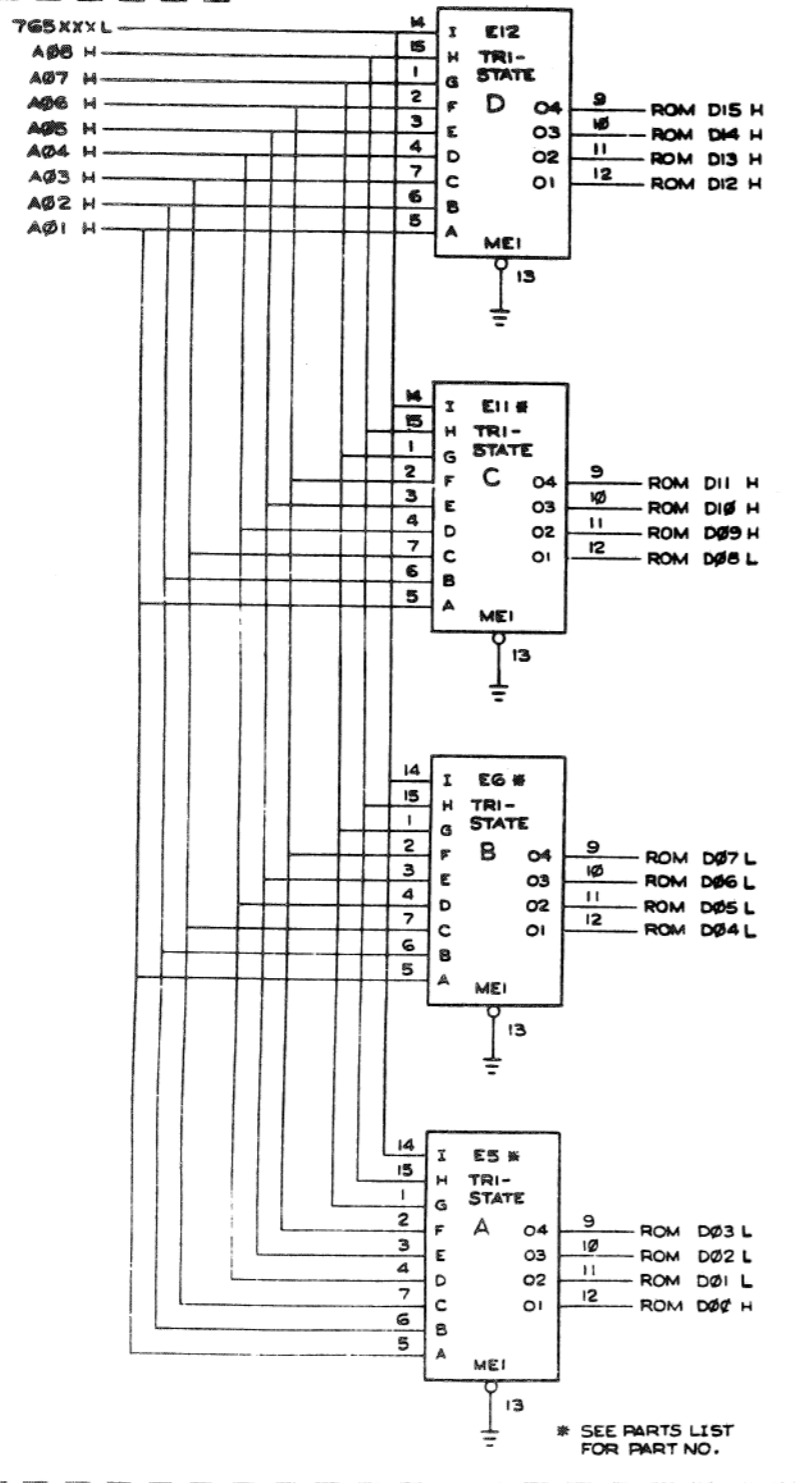 765XXXL 14 I E12
AØ8 H 15 H TRI-
AØ7 H 1 G STATE
AØ6 H 2 F D O4 9 ROM D15 H
AØ5 H 3 E O3 1Ø ROM D14 H
AØ4 H 4 D O2 11 ROM D13 H
AØ3 H 7 C O1 12 ROM D12 H
AØ2 H 6 B
AØ1 H 5 A
ME1
13
14 I E11 *
15 H TRI-
1 G STATE
2 F C O4 9 ROM D11 H
3 E O3 1Ø ROM D1Ø H
4 D O2 11 ROM DØ9 H
7 C O1 12 ROM DØ8 L
6 B
5 A
ME1
13
14 I E6 *
15 H TRI-
1 G STATE
2 F B O4 9 ROM DØ7 L
3 E O3 1Ø ROM DØ6 L
4 D O2 11 ROM DØ5 L
7 C O1 12 ROM DØ4 L
6 B
5 A
ME1
13
14 I E5 *
15 H TRI-
1 G STATE
2 F A O4 9 ROM DØ3 L
3 E O3 1Ø ROM DØ2 L
4 D O2 11 ROM DØ1 L
7 C O1 12 ROM DØØ H
6 B
5 A
ME1
13
* SEE PARTS LIST
FOR PART NO.